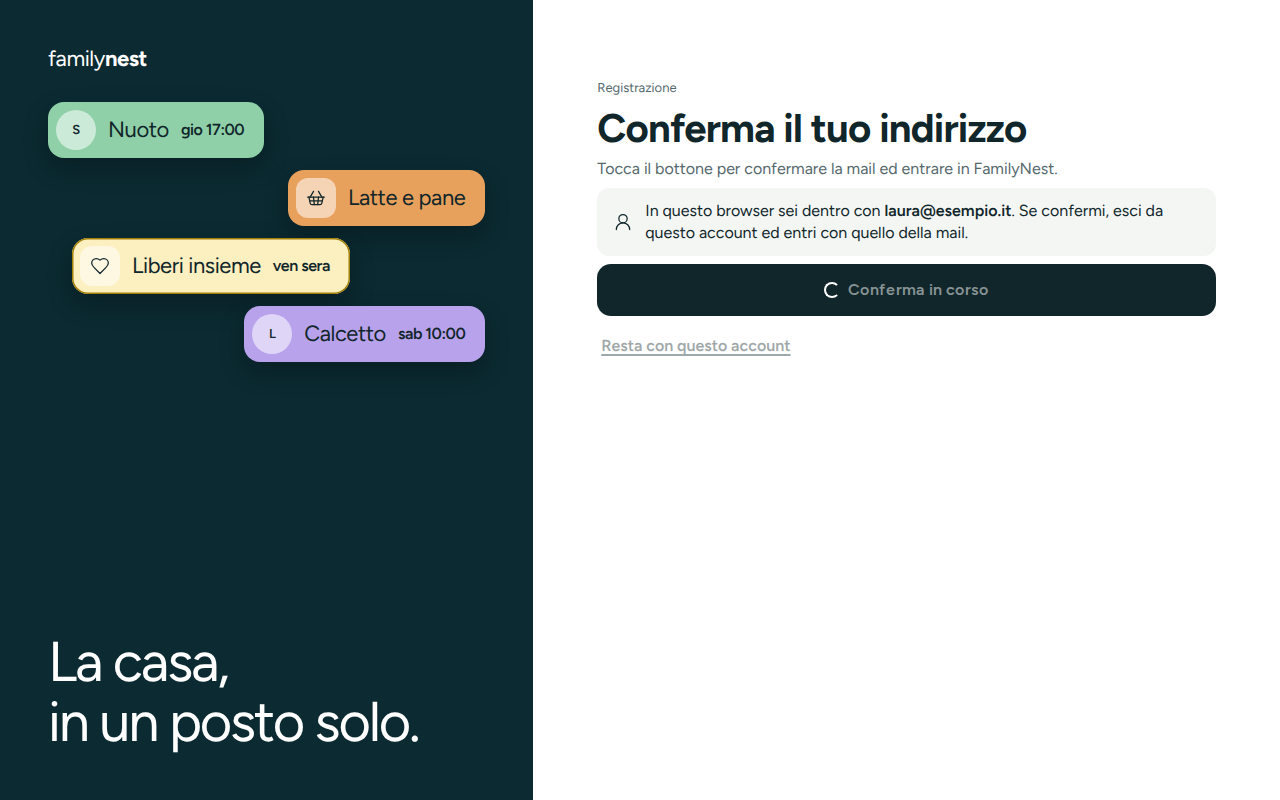 familynest
S Nuoto gio 17:00
Latte e pane
Liberi insieme ven sera
L Calcetto sab 10:00
La casa,
in un posto solo.
Registrazione
Conferma il tuo indirizzo
Tocca il bottone per confermare la mail ed entrare in FamilyNest.
In questo browser sei dentro con laura@esempio.it. Se confermi, esci da
questo account ed entri con quello della mail.
Conferma in corso
Resta con questo account